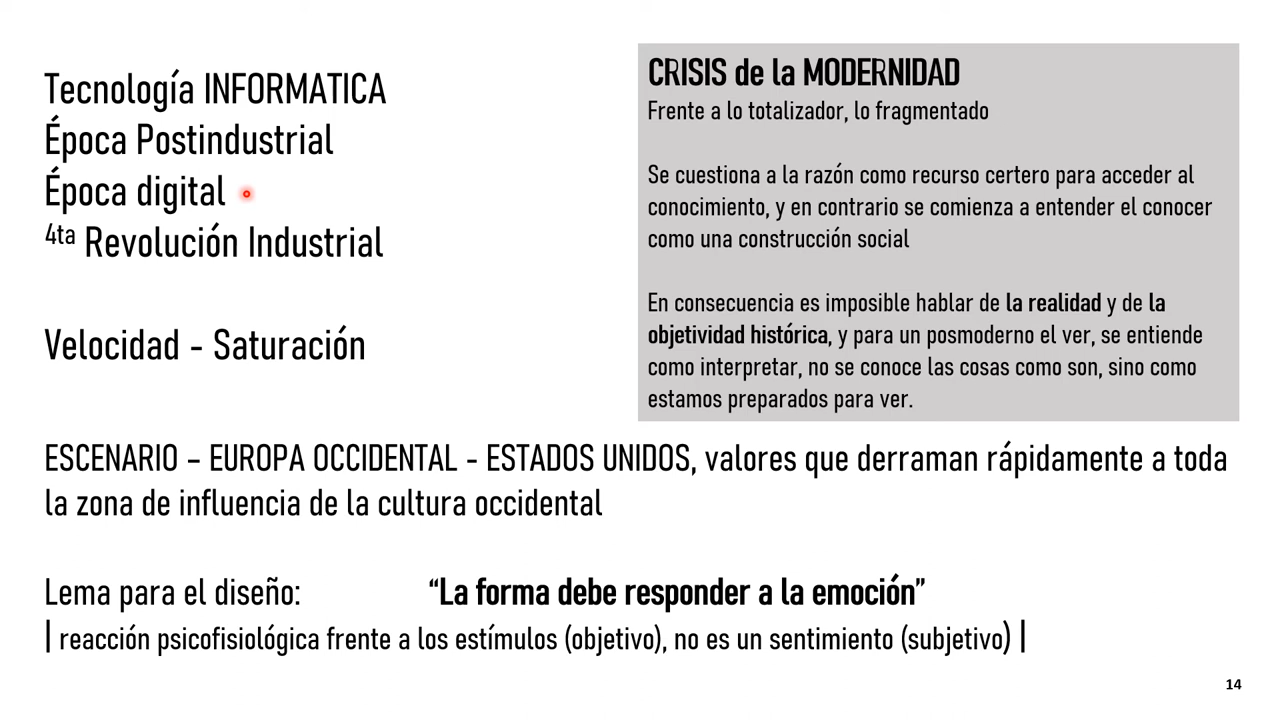 Tecnología INFORMATICA
Época Postindustrial
Época digital
4ta Revolución Industrial
Velocidad - Saturación
CRISIS de la MODERNIDAD
Frente a lo totalizador, lo fragmentado
Se cuestiona a la razón como recurso certero para acceder al
conocimiento, y en contrario se comienza a entender el conocer
como una construcción social
En consecuencia es imposible hablar de la realidad y de la
objetividad histórica, y para un posmoderno el ver, se entiende
como interpretar, no se conoce las cosas como son, sino como
estamos preparados para ver.
ESCENARIO – EUROPA OCCIDENTAL - ESTADOS UNIDOS, valores que derraman rápidamente a toda
la zona de influencia de la cultura occidental
Lema para el diseño: “La forma debe responder a la emoción”
| reacción psicofisiológica frente a los estímulos (objetivo), no es un sentimiento (subjetivo) |
14